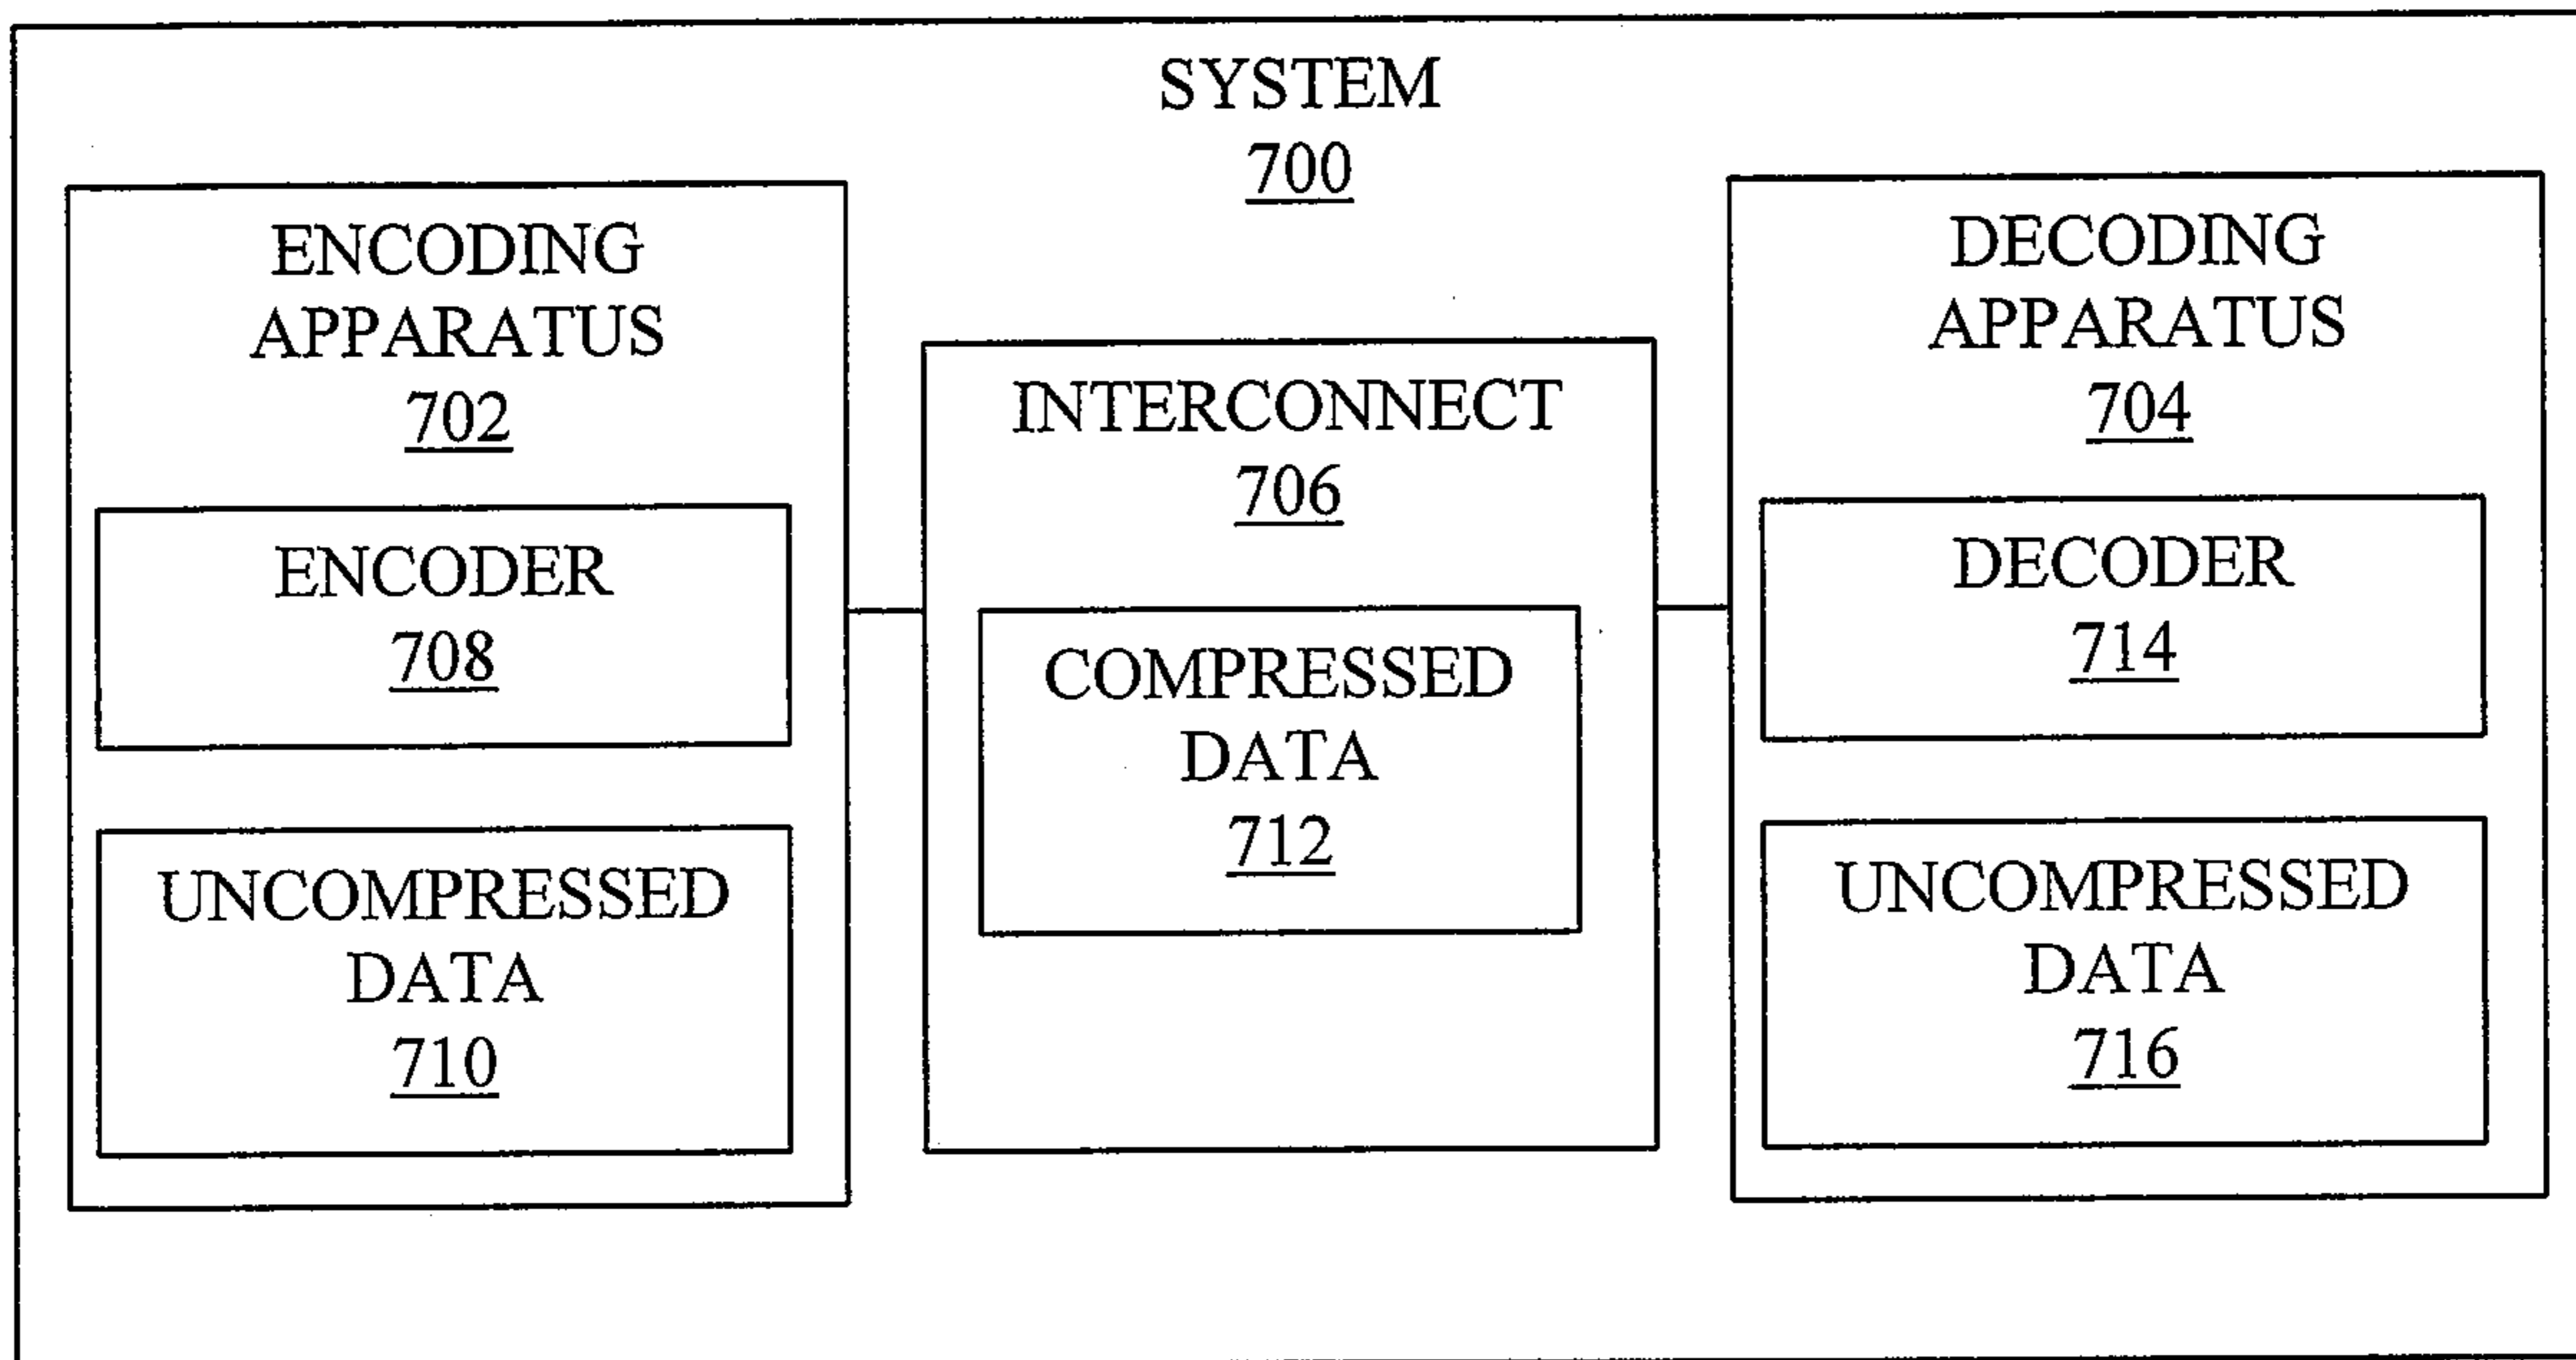 SYSTEM
700
ENCODING
APPARATUS
702
ENCODER
708
UNCOMPRESSED
DATA
710
INTERCONNECT
706
COMPRESSED
DATA
712
DECODING
APPARATUS
704
DECODER
714
UNCOMPRESSED
DATA
716